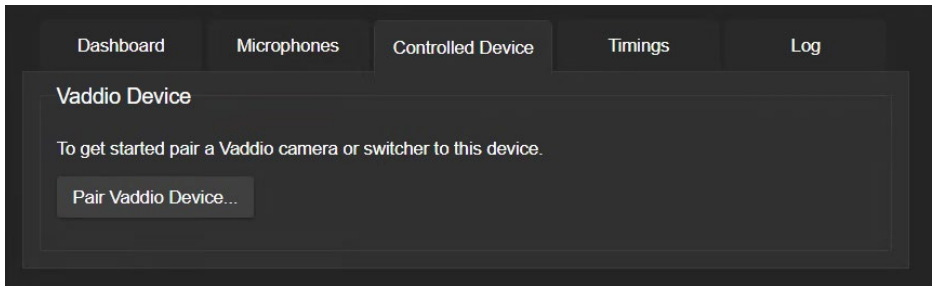 Dashboard Microphones Controlled Device Timings Log
Vaddio Device
To get started pair a Vaddio camera or switcher to this device.
Pair Vaddio Device...